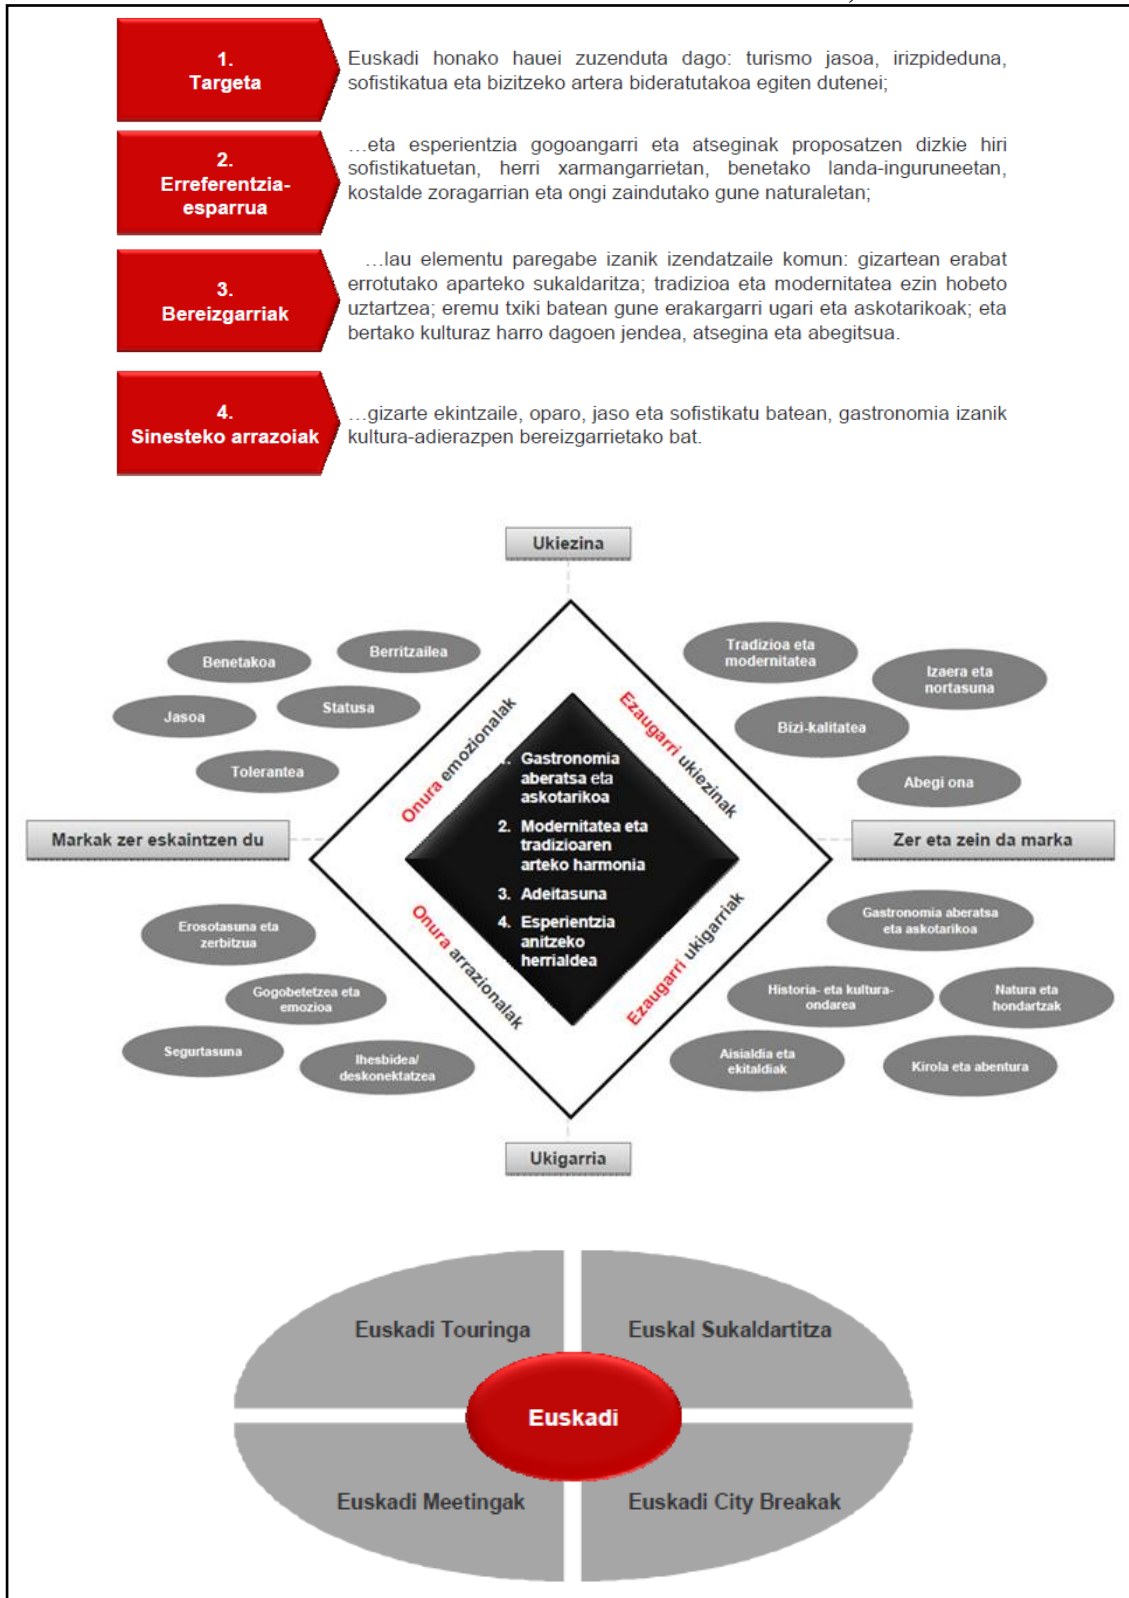 1.
Targeta
Euskadi honako hauei zuzenduta dago: turismo jasoa, irizpideduna,
sofistikatua eta bizitzeko artera bideratutakoa egiten dutenei;
2.
Erreferentzia-
esparrua
…eta esperientzia gogoangarri eta atseginak proposatzen dizkie hiri
sofistikatuetan, herri xarmangarrietan, benetako landa-inguruneetan,
kostalde zoragarrian eta ongi zaindutako gune naturaletan;
3.
Bereizgarriak
…lau elementu paregabe izanik izendatzaile komun: gizartean erabat
errotutako aparteko sukaldaritza; tradizioa eta modernitatea ezin hobeto
uztartzea; eremu txiki batean gune erakargarri ugari eta askotarikoak; eta
bertako kulturaz harro dagoen jendea, atsegina eta abegitsua.
4.
Sinesteko arrazoiak
…gizarte ekintzaile, oparo, jaso eta sofistikatu batean, gastronomia izanik
kultura-adierazpen bereizgarrietako bat.
Ukiezina
Benetakoa
Berritzailea
Jasoa
Statusa
Tolerantea
Tradizioa eta
modernitatea
Izaera eta
nortasuna
Bizi-kalitatea
Abegi ona
Onura emozionalak
Ezaugarri ukiezinak
Markak zer eskaintzen du
Zer eta zein da marka
1. Gastronomia
aberatsa eta
askotarikoa
2. Modernitatea eta
tradizioaren
arteko harmonia
3. Adeitasuna
4. Esperientzia
anitzeko
herrialdea
Onura arrazionalak
Ezaugarri ukigarriak
Erosotasuna eta
zerbitzua
Gogobetetzea eta
emozioa
Segurtasuna
Ihesbidea/
deskonektatzea
Gastronomia aberatsa
eta askotarikoa
Historia- eta kultura-
ondarea
Natura eta
hondartzak
Aisialdia eta
ekitaldiak
Kirola eta abentura
Ukigarria
Euskadi Touringa
Euskal Sukaldartitza
Euskadi
Euskadi Meetingak
Euskadi City Breakak